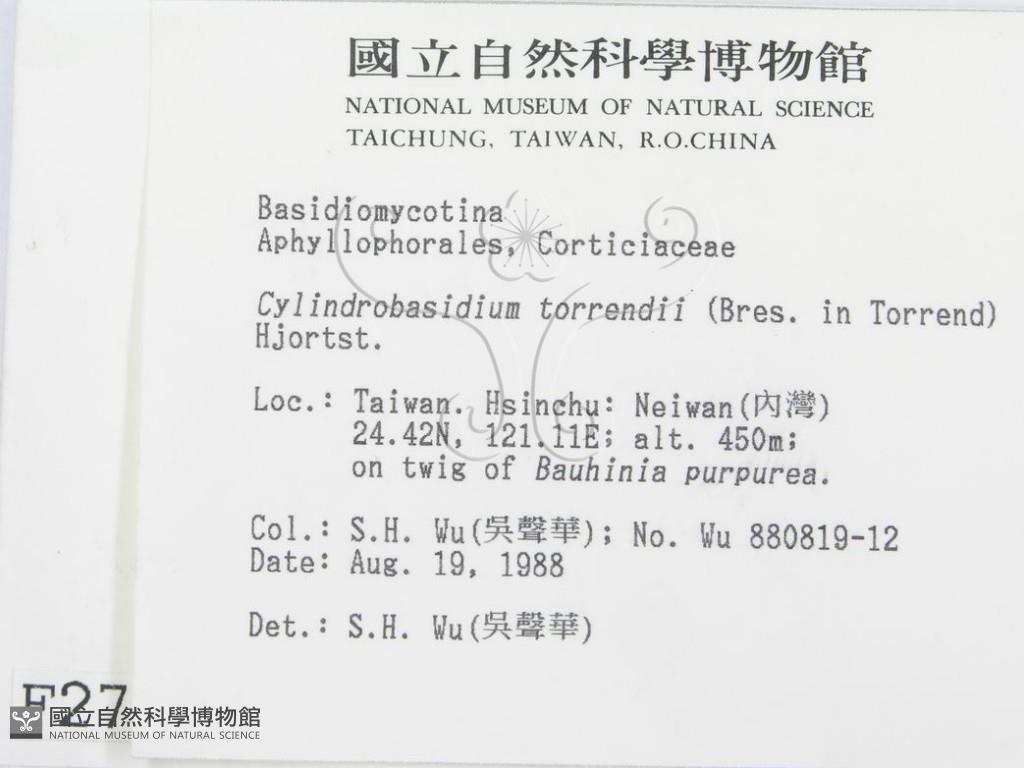 國立自然科學博物館
NATIONAL MUSEUM OF NATURAL SCIENCE
TAICHUNG, TAIWAN, R.O.CHINA
Basidiomycotina
Aphyllophorales, Corticiaceae
Cylindrobasidium torrendii (Bres. in Torrend)
Hjortst.
Loc.: Taiwan. Hsinchu: Neiwan(內灣)
24.42N, 121.11E; alt. 450m;
on twig of Bauhinia purpurea.
Col.: S.H. Wu(吳聲華); No. Wu 880819-12
Date: Aug. 19, 1988
Det.: S.H. Wu(吳聲華)
F27
國立自然科學博物館
NATIONAL MUSEUM OF NATURAL SCIENCE